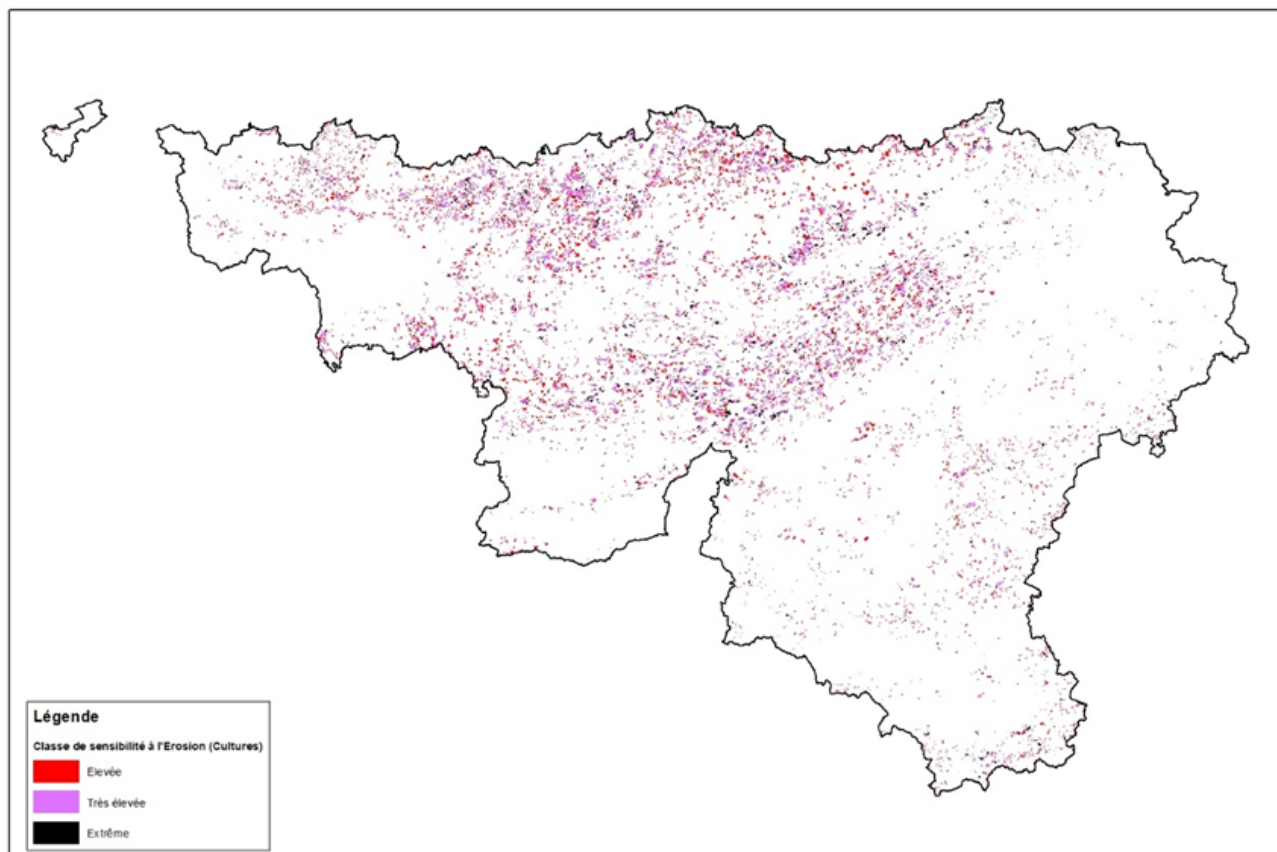 Légende
Classe de sensibilité à l'Erosion (Cultures)
Elevée
Très élevée
Extrême